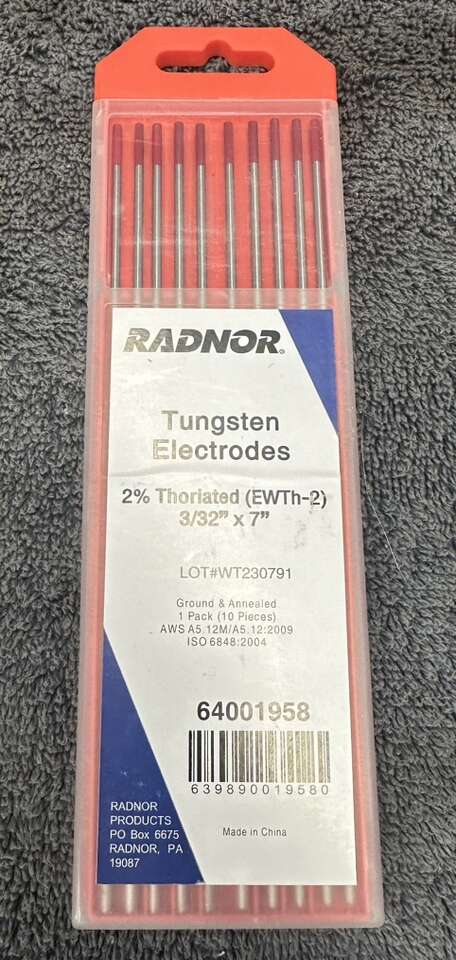 RADNOR®
Tungsten
Electrodes
2% Thoriated (EWTh-2)
3/32” x 7”
LOT#WT230791
Ground & Annealed
1 Pack (10 Pieces)
AWS A5.12M/A5.12:2009
ISO 6848:2004
64001958
639890019580
Made in China
RADNOR
PRODUCTS
PO Box 6675
RADNOR, PA
19087